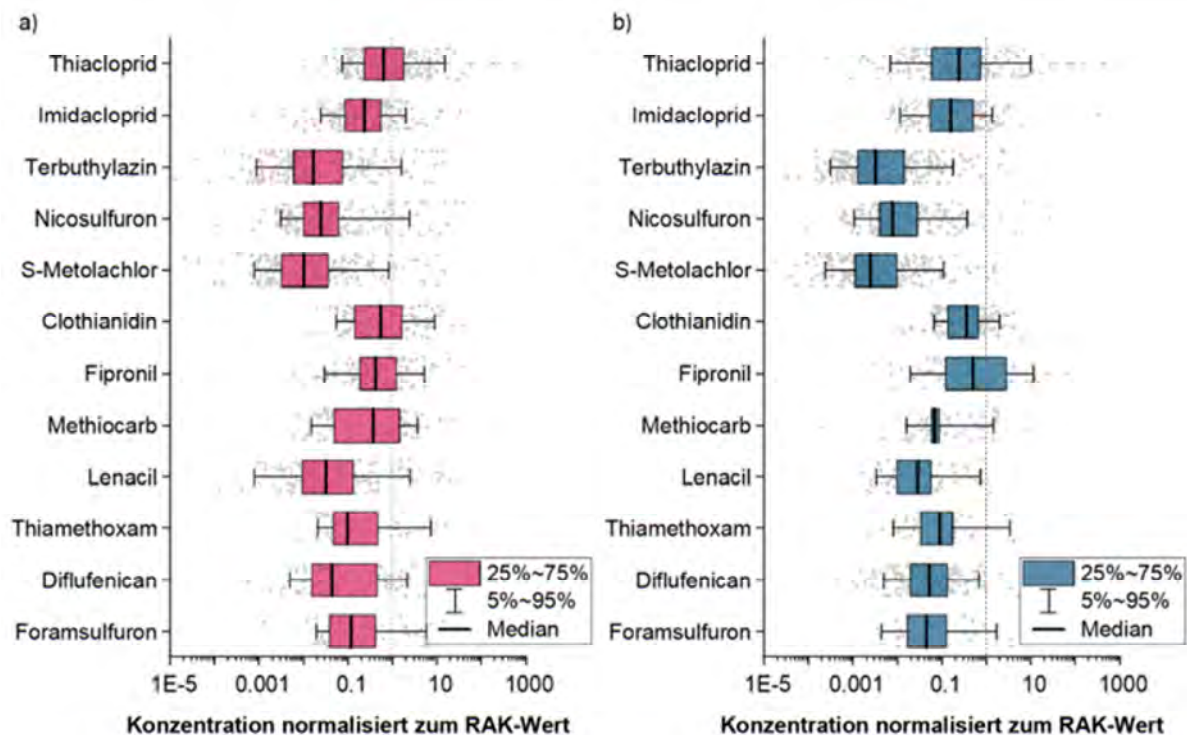 a)
Thiacloprid
Imidacloprid
Terbuthylazin
Nicosulfuron
S-Metolachlor
Clothianidin
Fipronil
Methiocarb
Lenacil
Thiamethoxam
Diflufenican
Foramsulfuron
25%~75%
5%~95%
Median
1E-5 0.001 0.1 10 1000
Konzentration normalisiert zum RAK-Wert
b)
Thiacloprid
Imidacloprid
Terbuthylazin
Nicosulfuron
S-Metolachlor
Clothianidin
Fipronil
Methiocarb
Lenacil
Thiamethoxam
Diflufenican
Foramsulfuron
25%~75%
5%~95%
Median
1E-5 0.001 0.1 10 1000
Konzentration normalisiert zum RAK-Wert